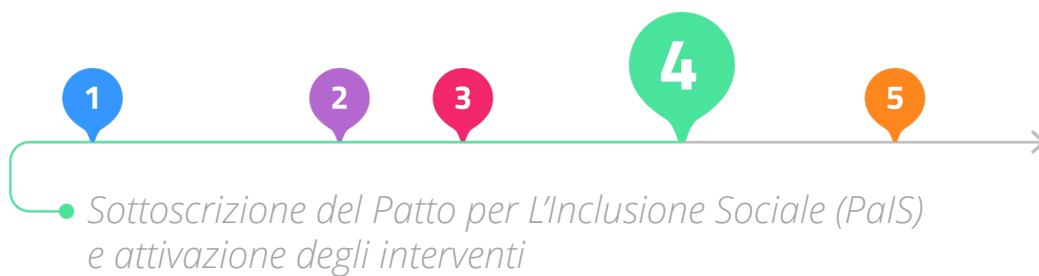 1
2
3
4
5
Sottoscrizione del Patto per L'Inclusione Sociale (PaIS)
e attivazione degli interventi